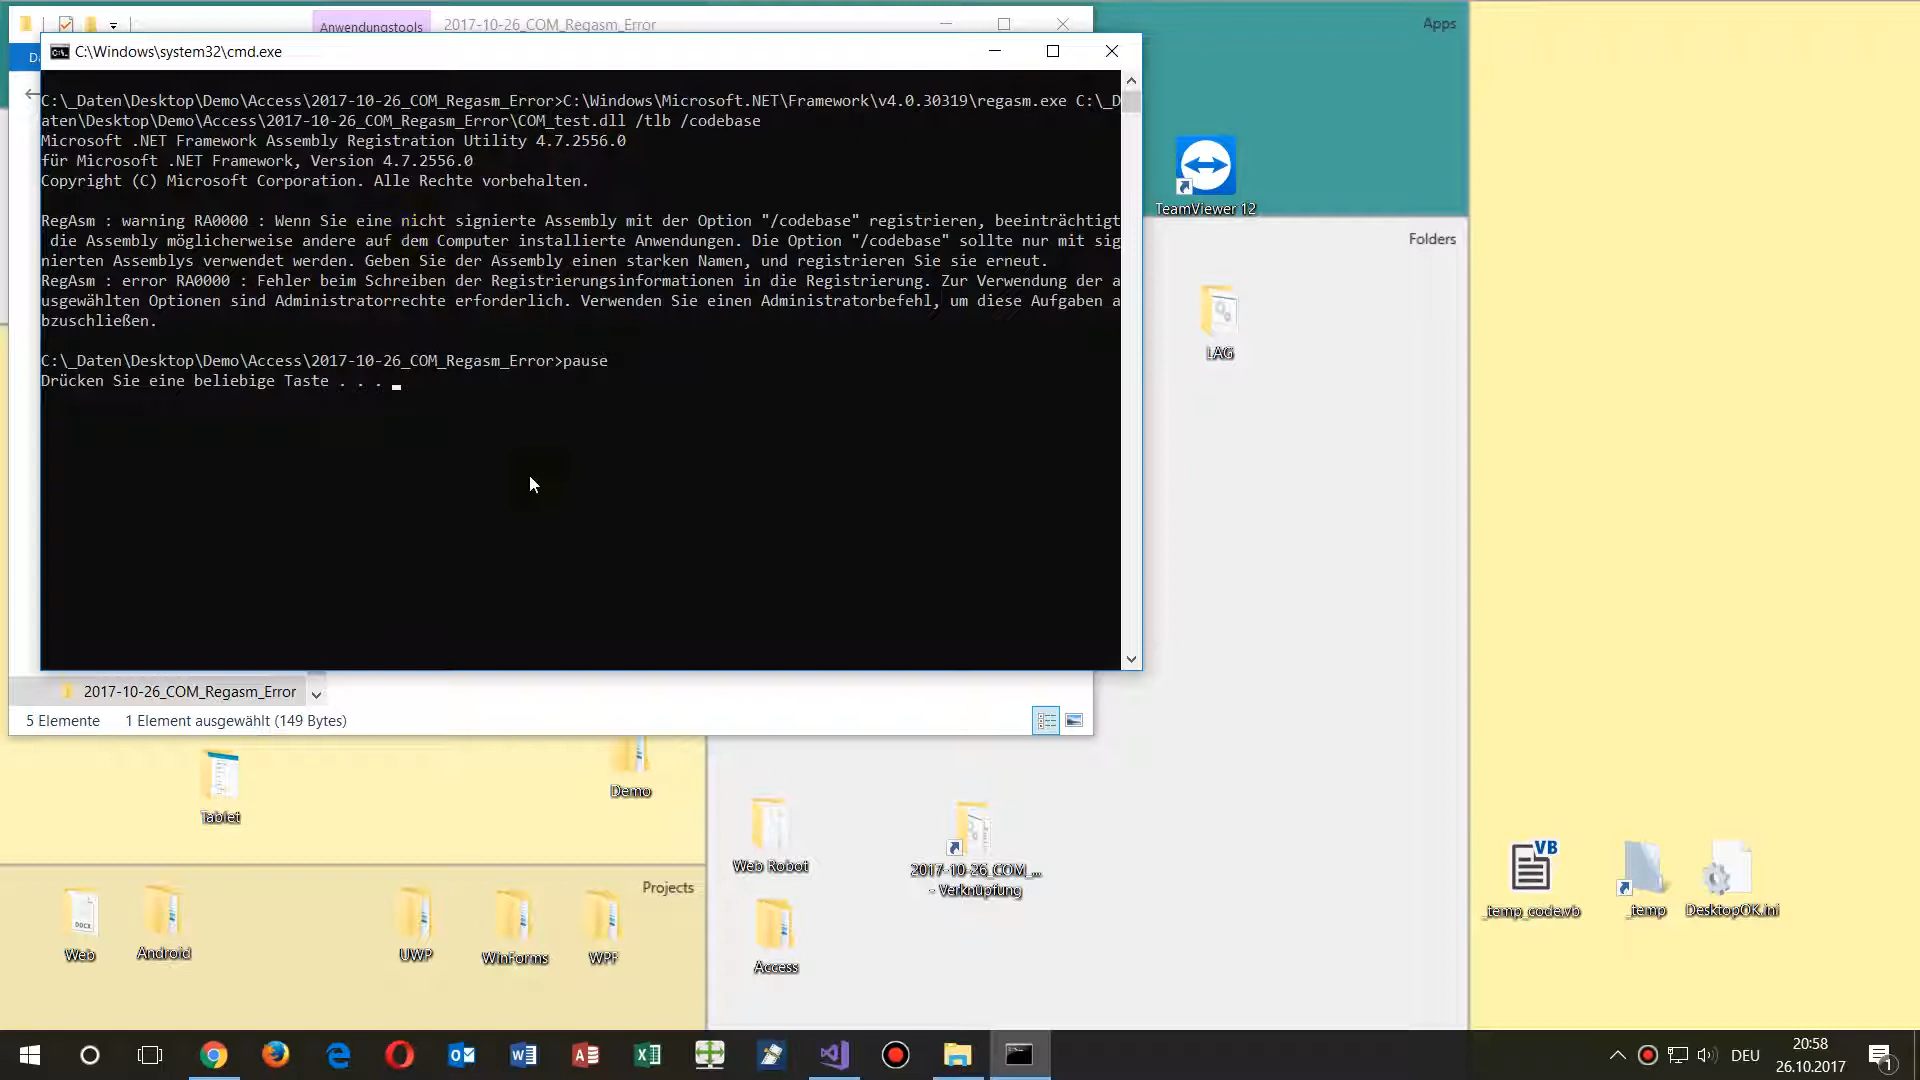 Anwendungstools
2017-10-26_COM_Regasm_Error
C:\Windows\system32\cmd.exe
C:\_Daten\Desktop\Demo\Access\2017-10-26_COM_Regasm_Error>C:\Windows\Microsoft.NET\Framework\v4.0.30319\regasm.exe C:\_D
aten\Desktop\Demo\Access\2017-10-26_COM_Regasm_Error\COM_test.dll /tlb /codebase
Microsoft .NET Framework Assembly Registration Utility 4.7.2556.0
für Microsoft .NET Framework, Version 4.7.2556.0
Copyright (C) Microsoft Corporation. Alle Rechte vorbehalten.
RegAsm : warning RA0000 : Wenn Sie eine nicht signierte Assembly mit der Option "/codebase" registrieren, beeinträchtigt
die Assembly möglicherweise andere auf dem Computer installierte Anwendungen. Die Option "/codebase" sollte nur mit sig
nierten Assemblys verwendet werden. Geben Sie der Assembly einen starken Namen, und registrieren Sie sie erneut.
RegAsm : error RA0000 : Fehler beim Schreiben der Registrierungsinformationen in die Registrierung. Zur Verwendung der a
usgewählten Optionen sind Administratorrechte erforderlich. Verwenden Sie einen Administratorbefehl, um diese Aufgaben a
bzuschließen.
C:\_Daten\Desktop\Demo\Access\2017-10-26_COM_Regasm_Error>pause
Drücken Sie eine beliebige Taste . . .
2017-10-26_COM_Regasm_Error
5 Elemente
1 Element ausgewählt (149 Bytes)
Apps
TeamViewer 12
Folders
LAG
Tablet
Demo
Web Robot
2017-10-26_COM_...
- Verknüpfung
Access
Projects
DOCX
Web
Android
UWP
WinForms
WPF
VB
_temp_code.vb
_temp
DesktopOK.ini
DEU
20:58
26.10.2017
1